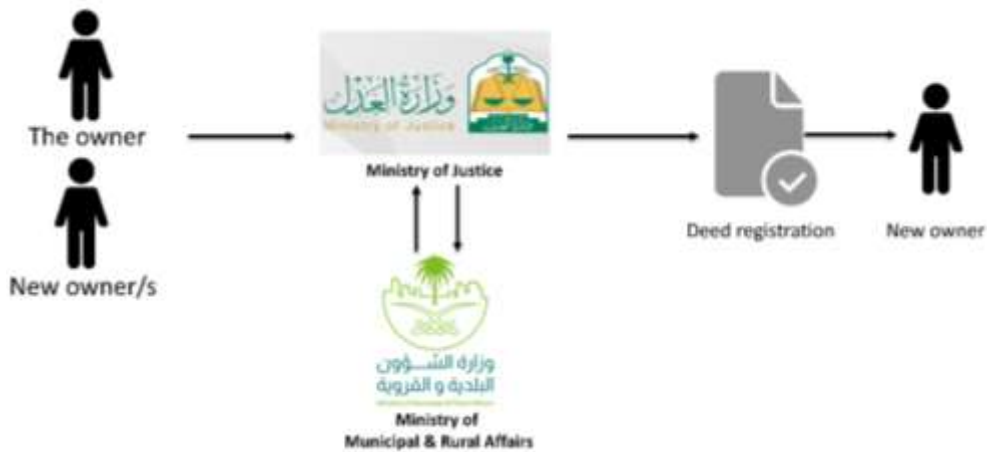 The owner
New owner/s
وزارة العدل
Ministry of Justice
Ministry of Justice
وزارة الشـــؤون
البلدية و القروية
Ministry of
Municipal & Rural Affairs
Deed registration
New owner